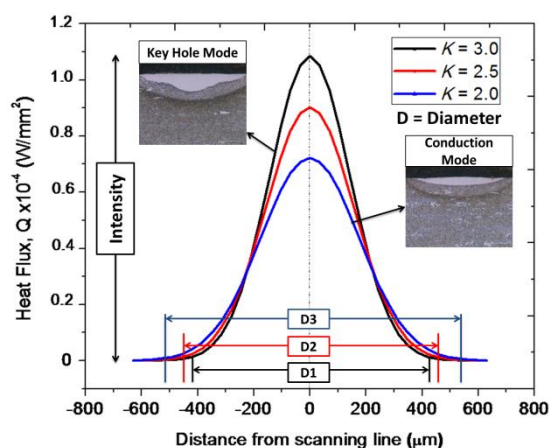 Key Hole Mode
K = 3.0
K = 2.5
K = 2.0
D = Diameter
Conduction
Mode
Intensity
D3
D2
D1
Heat Flux, Q x10⁻⁴ (W/mm²)
1.2
1.0
0.8
0.6
0.4
0.2
0
-800 -600 -400 -200 0 200 400 600 800
Distance from scanning line (µm)